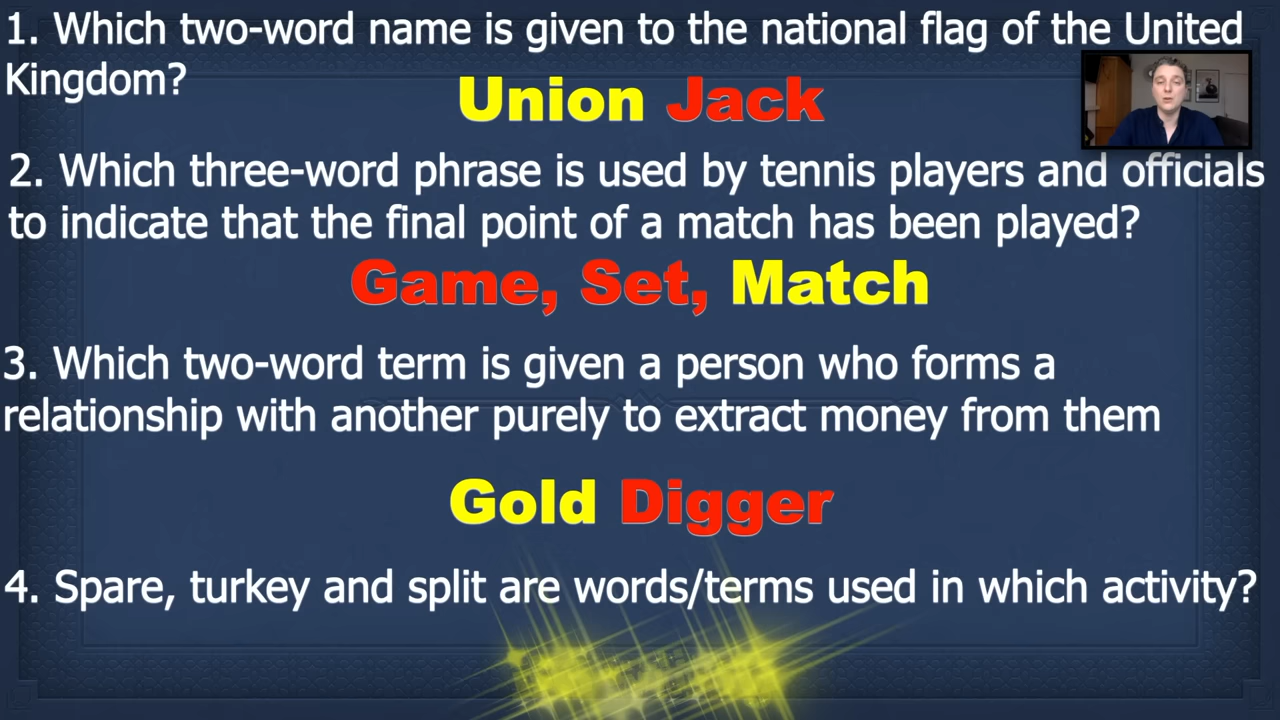 1. Which two-word name is given to the national flag of the United
Kingdom?
Union Jack
2. Which three-word phrase is used by tennis players and officials
to indicate that the final point of a match has been played?
Game, Set, Match
3. Which two-word term is given a person who forms a
relationship with another purely to extract money from them
Gold Digger
4. Spare, turkey and split are words/terms used in which activity?